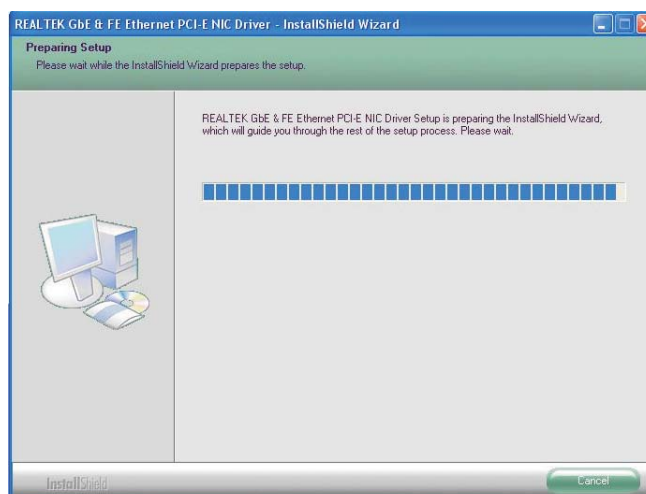 REALTEK GbE & FE Ethernet PCI-E NIC Driver - InstallShield Wizard
Preparing Setup
Please wait while the InstallShield Wizard prepares the setup.
REALTEK GbE & FE Ethernet PCI-E NIC Driver Setup is preparing the InstallShield Wizard,
which will guide you through the rest of the setup process. Please wait.
InstallShield
Cancel